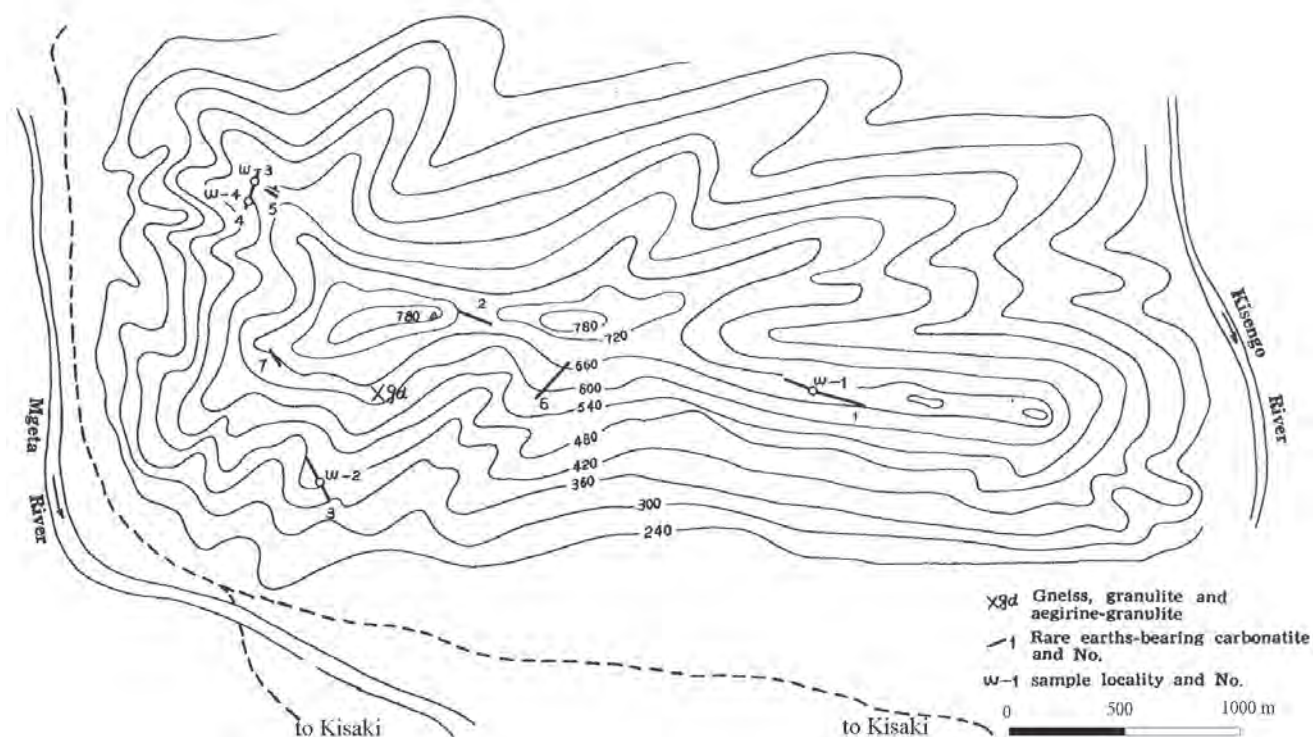 w-3
w-4
4
5
780
2
780
720
7
Xgd
660
6
600
540
w-1
1
480
w-2
3
420
360
300
240
Mgeta
River
Kisengo
River
Xgd Gneiss, granulite and
aegirine-granulite
1 Rare earths-bearing carbonatite
and No.
w-1 sample locality and No.
0 500 1000 m
to Kisaki
to Kisaki